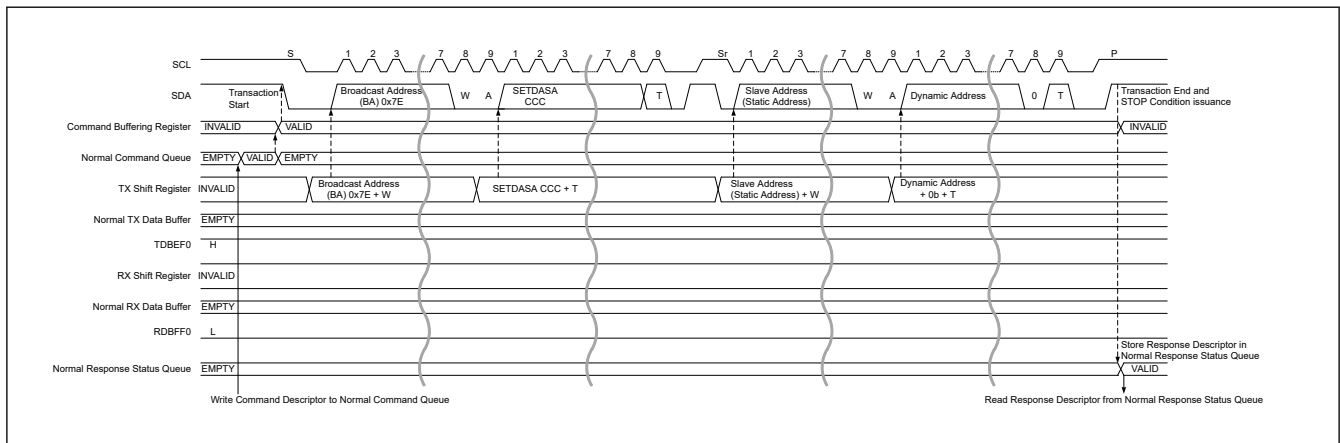 S 1 2 3 7 8 9 1 2 3 7 8 9 Sr 1 2 3 7 8 9 1 2 3 7 8 9 P
SCL
SDA
Transaction
Start
Broadcast Address
(BA) 0x7E
W
A
SETDASA
CCC
T
Slave Address
(Static Address)
W
A
Dynamic Address
0
T
Transaction End and
STOP Condition issuance
Command Buffering Register
INVALID
VALID
INVALID
Normal Command Queue
EMPTY
VALID
EMPTY
TX Shift Register
INVALID
Broadcast Address
(BA) 0x7E + W
SETDASA CCC + T
Slave Address
(Static Address) + W
Dynamic Address
+ 0b + T
Normal TX Data Buffer
EMPTY
TDBEF0
H
RX Shift Register
INVALID
Normal RX Data Buffer
EMPTY
RDBFF0
L
Store Response Descriptor in
Normal Response Status Queue
Normal Response Status Queue
EMPTY
VALID
Write Command Descriptor to Normal Command Queue
Read Response Descriptor from Normal Response Status Queue